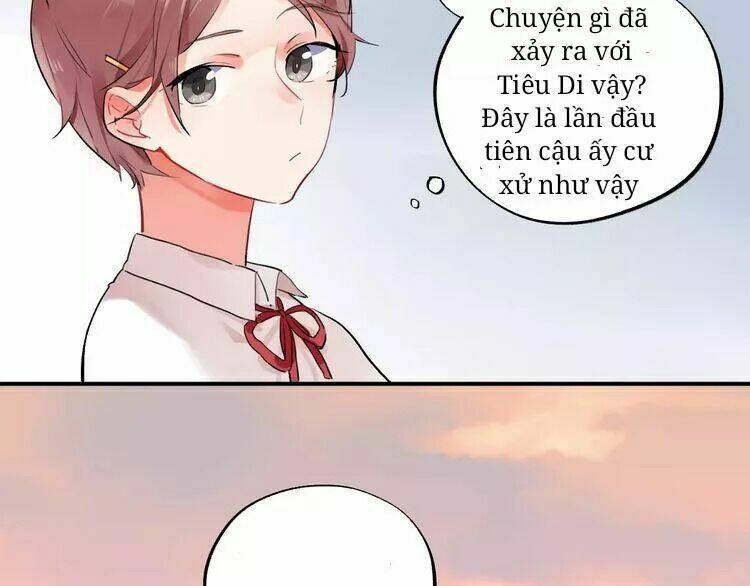 Chuyện gì đã
xảy ra với
Tiêu Di vậy?
Đây là lần đầu
tiên cậu ấy cư
xử như vậy